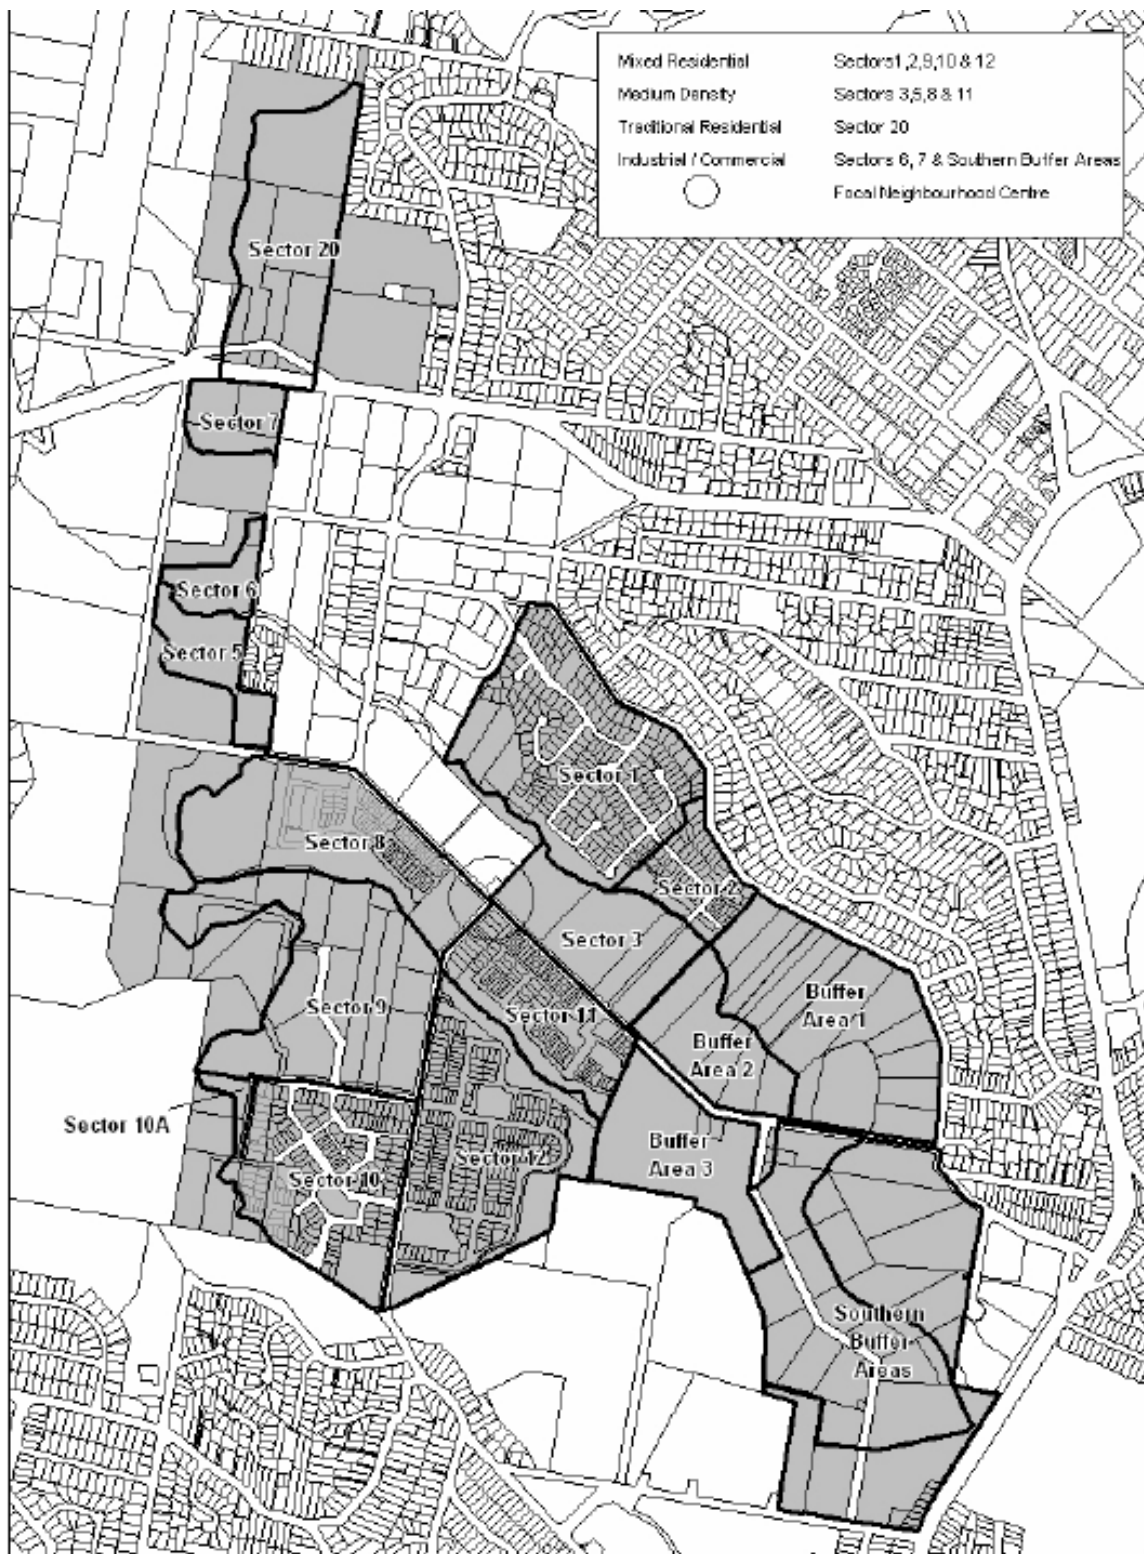 Mixed Residential Sectors1,2,9,10 & 12
Medium Density Sectors 3,5,8 & 11
Traditional Residential Sector 20
Industrial / Commercial Sectors 6, 7 & Southern Buffer Areas
Focal Neighbourhood Centre
Sector 20
Sector 7
Sector 6
Sector 5
Sector 1
Sector 8
Sector 2
Sector 3
Sector 9
Sector 11
Buffer
Area 1
Buffer
Area 2
Sector 10A
Buffer
Area 3
Sector 12
Sector 10
Southern
Buffer
Areas